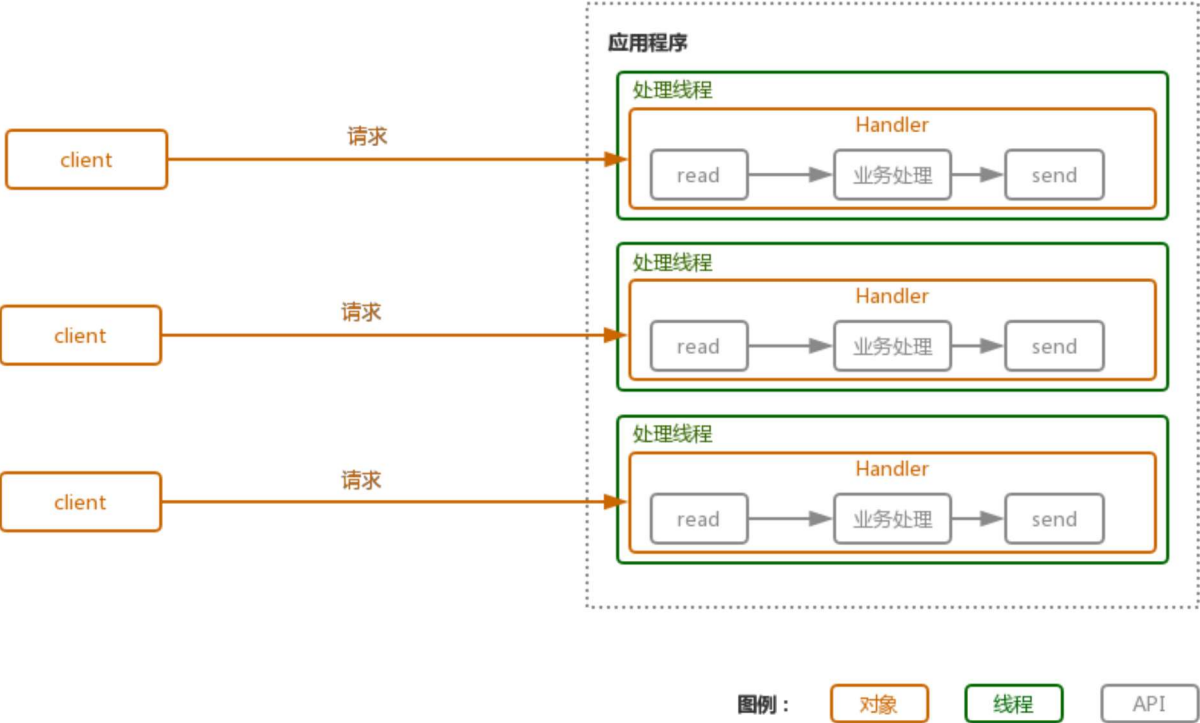 应用程序
处理线程
Handler
client
请求
read
业务处理
send
处理线程
Handler
client
请求
read
业务处理
send
处理线程
Handler
client
请求
read
业务处理
send
图例：
对象
线程
API